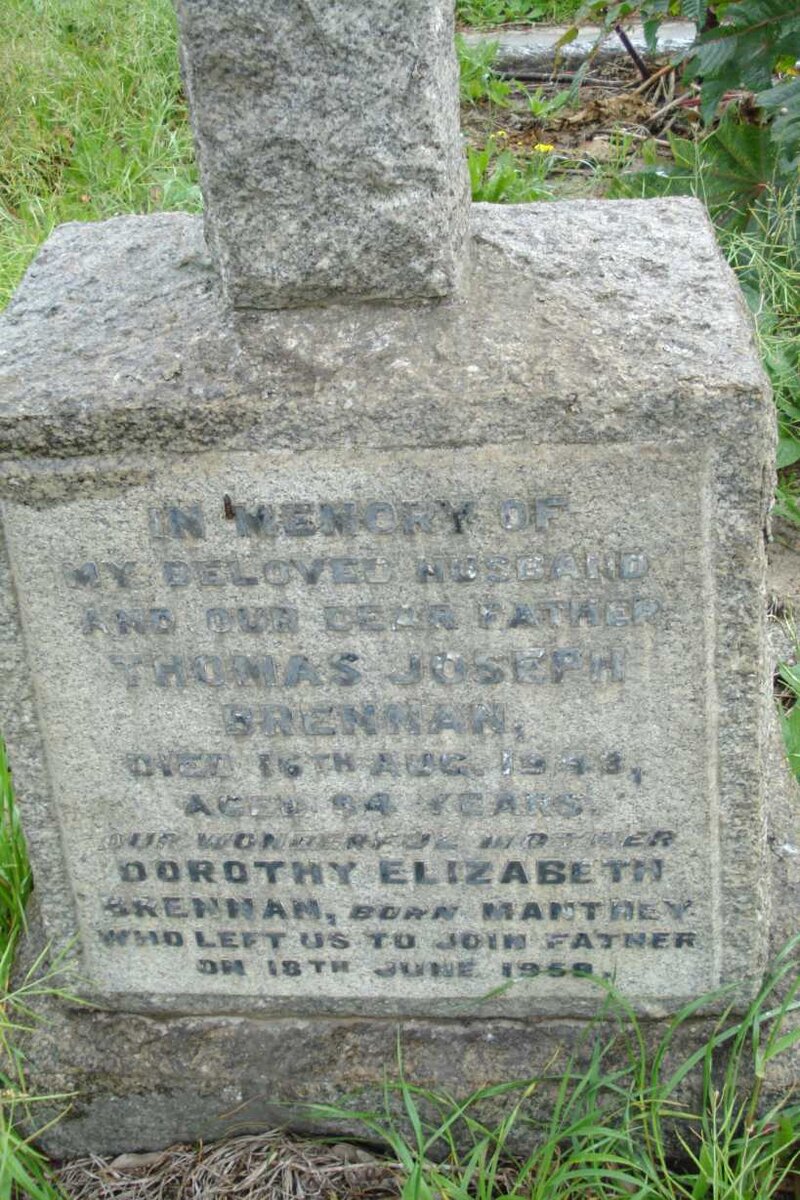 IN MEMORY OF
MY BELOVED HUSBAND
AND OUR DEAR FATHER
THOMAS JOSEPH
BRENNAN,
DIED 16TH AUG. 1943,
AGED 94 YEARS.
OUR WONDERFUL MOTHER
DOROTHY ELIZABETH
BRENNAN, BORN MANTHEY
WHO LEFT US TO JOIN FATHER
ON 18TH JUNE 1959.